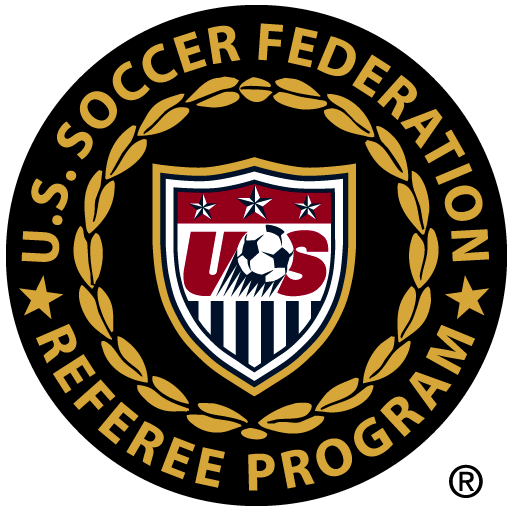 U.S. SOCCER FEDERATION
US
REFEREE PROGRAM
®